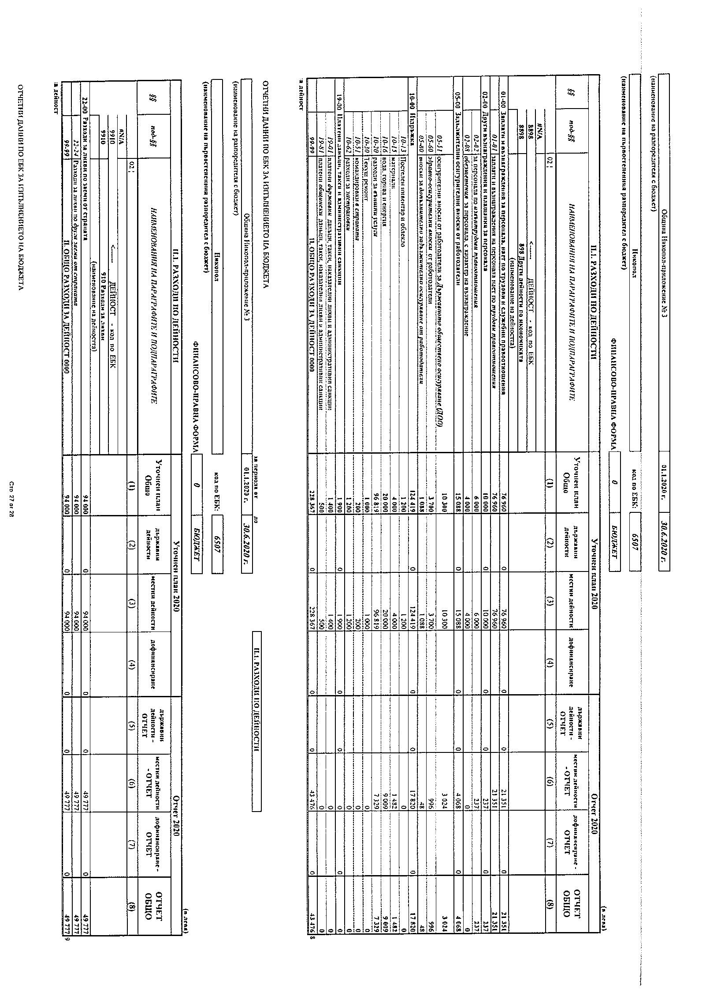 Община Никопол-приложение № 3 01.1.2020 г. 30.6.2020 г.
(наименование на разпоредителя с бюджет)
Никопол код по ЕБК: 6507
(наименование на първостепенния разпоредител с бюджет)
ФИНАНСОВО-ПРАВНА ФОРМА 0 БЮДЖЕТ
(в лева)
II.1. РАЗХОДИ ПО ДЕЙНОСТИ Уточнен план 2020 Отчет 2020
§§ под-§§ НАИМЕНОВАНИЯ НА ПАРАГРАФИТЕ И ПОДПАРАГРАФИТЕ Уточнен план Общо държавни дейности местни дейности дофинансиране държавни дейности - ОТЧЕТ местни дейности - ОТЧЕТ дофинансиране - ОТЧЕТ ОТЧЕТ ОБЩО
02 (1) (2) (3) (4) (5) (6) (7) (8)
#N/A
8898 <------ ДЕЙНОСТ - код по ЕБК
8898 898 Други дейности по икономиката
(наименование на дейността)
01-00 Заплати и възнаграждения за персонала, нает по трудови и служебни правоотношения 76 960 0 76 960 0 0 21 351 0 21 351
01-01 заплати и възнаграждения на персонала нает по трудови правоотношения 76 960 76 960 21 351 21 351
02-00 Други възнаграждения и плащания за персонала 10 000 0 10 000 0 0 237 0 237
02-02 за персонала по извънтрудови правоотношения 6 000 6 000 237 237
02-08 обезщетения за персонала, с характер на възнаграждение 4 000 4 000 0 0
05-00 Задължителни осигурителни вноски от работодатели 15 088 0 15 088 0 0 4 068 0 4 068
05-51 осигурителни вноски от работодатели за Държавното обществено осигуряване (ДОО) 10 300 10 300 3 024 3 024
05-60 здравно-осигурителни вноски от работодатели 3 700 3 700 996 996
05-80 вноски за допълнително задължително осигуряване от работодатели 1 088 1 088 48 48
10-00 Издръжка 124 419 0 124 419 0 0 17 820 0 17 820
10-13 Постелен инвентар и облекло 1 200 1 200 0 0
10-15 материали 4 000 4 000 1 482 1 482
10-16 вода, горива и енергия 20 000 20 000 9 009 9 009
10-20 разходи за външни услуги 96 819 96 819 7 329 7 329
10-30 Текущ ремонт 1 000 1 000 0 0
10-51 командировки в страната 200 200 0 0
10-62 разходи за застраховки 1 200 1 200 0 0
19-00 Платени данъци, такси и административни санкции 1 900 0 1 900 0 0 0 0 0
19-01 платени държавни данъци, такси, наказателни лихви и административни санкции 1 400 1 400 0 0
19-81 платени общински данъци, такси, наказателни лихви и административни санкции 500 500 0 0
99-99 II. ОБЩО РАЗХОДИ ЗА ДЕЙНОСТ 0000 228 367 0 228 367 0 0 43 476 0 43 476 8
за дейност
ОТЧЕТНИ ДАННИ ПО ЕБК ЗА ИЗПЪЛНЕНИЕТО НА БЮДЖЕТА
за периода от до II.1. РАЗХОДИ ПО ДЕЙНОСТИ
Община Никопол-приложение № 3 01.1.2020 г. 30.6.2020 г.
(наименование на разпоредителя с бюджет)
Никопол код по ЕБК: 6507
(наименование на първостепенния разпоредител с бюджет)
ФИНАНСОВО-ПРАВНА ФОРМА 0 БЮДЖЕТ
(в лева)
II.1. РАЗХОДИ ПО ДЕЙНОСТИ Уточнен план 2020 Отчет 2020
§§ под-§§ НАИМЕНОВАНИЯ НА ПАРАГРАФИТЕ И ПОДПАРАГРАФИТЕ Уточнен план Общо държавни дейности местни дейности дофинансиране държавни дейности - ОТЧЕТ местни дейности - ОТЧЕТ дофинансиране - ОТЧЕТ ОТЧЕТ ОБЩО
02 (1) (2) (3) (4) (5) (6) (7) (8)
#N/A
9910 <------ ДЕЙНОСТ - код по ЕБК
9910 910 Разходи за лихви
(наименование на дейността)
22-00 Разходи за лихви по заеми от страната 94 000 0 94 000 0 0 49 777 0 49 777
22-24 Разходи за лихви по други заеми от страната 94 000 94 000 49 777 49 777
99-99 II. ОБЩО РАЗХОДИ ЗА ДЕЙНОСТ 0000 94 000 0 94 000 0 0 49 777 0 49 777 9
за дейност
ОТЧЕТНИ ДАННИ ПО ЕБК ЗА ИЗПЪЛНЕНИЕТО НА БЮДЖЕТА
Стр 27 от 28